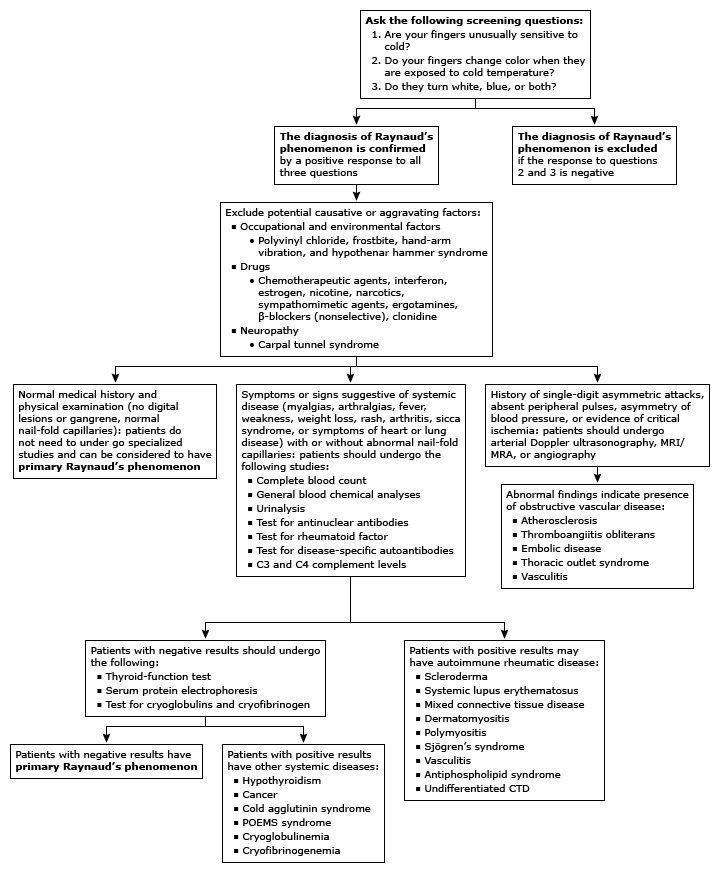 Ask the following screening questions:
1. Are your fingers unusually sensitive to
cold?
2. Do your fingers change color when they
are exposed to cold temperature?
3. Do they turn white, blue, or both?
The diagnosis of Raynaud's
phenomenon is confirmed
by a positive response to all
three questions
The diagnosis of Raynaud's
phenomenon is excluded
if the response to questions
2 and 3 is negative
Exclude potential causative or aggravating factors:
▪ Occupational and environmental factors
• Polyvinyl chloride, frostbite, hand-arm
vibration, and hypothenar hammer syndrome
▪ Drugs
• Chemotherapeutic agents, interferon,
estrogen, nicotine, narcotics,
sympathomimetic agents, ergotamines,
β-blockers (nonselective), clonidine
▪ Neuropathy
• Carpal tunnel syndrome
Normal medical history and
physical examination (no digital
lesions or gangrene, normal
nail-fold capillaries): patients do
not need to under go specialized
studies and can be considered to have
primary Raynaud's phenomenon
Symptoms or signs suggestive of systemic
disease (myalgias, arthralgias, fever,
weakness, weight loss, rash, arthritis, sicca
syndrome, or symptoms of heart or lung
disease) with or without abnormal nail-fold
capillaries: patients should undergo the
following studies:
▪ Complete blood count
▪ General blood chemical analyses
▪ Urinalysis
▪ Test for antinuclear antibodies
▪ Test for rheumatoid factor
▪ Test for disease-specific autoantibodies
▪ C3 and C4 complement levels
History of single-digit asymmetric attacks,
absent peripheral pulses, asymmetry of
blood pressure, or evidence of critical
ischemia: patients should undergo
arterial Doppler ultrasonography, MRI/
MRA, or angiography
Abnormal findings indicate presence
of obstructive vascular disease:
▪ Atherosclerosis
▪ Thromboangiitis obliterans
▪ Embolic disease
▪ Thoracic outlet syndrome
▪ Vasculitis
Patients with negative results should undergo
the following:
▪ Thyroid-function test
▪ Serum protein electrophoresis
▪ Test for cryoglobulins and cryofibrinogen
Patients with positive results may
have autoimmune rheumatic disease:
▪ Scleroderma
▪ Systemic lupus erythematosus
▪ Mixed connective tissue disease
▪ Dermatomyositis
▪ Polymyositis
▪ Sjögren's syndrome
▪ Vasculitis
▪ Antiphospholipid syndrome
▪ Undifferentiated CTD
Patients with negative results have
primary Raynaud's phenomenon
Patients with positive results
have other systemic diseases:
▪ Hypothyroidism
▪ Cancer
▪ Cold agglutinin syndrome
▪ POEMS syndrome
▪ Cryoglobulinemia
▪ Cryofibrinogenemia